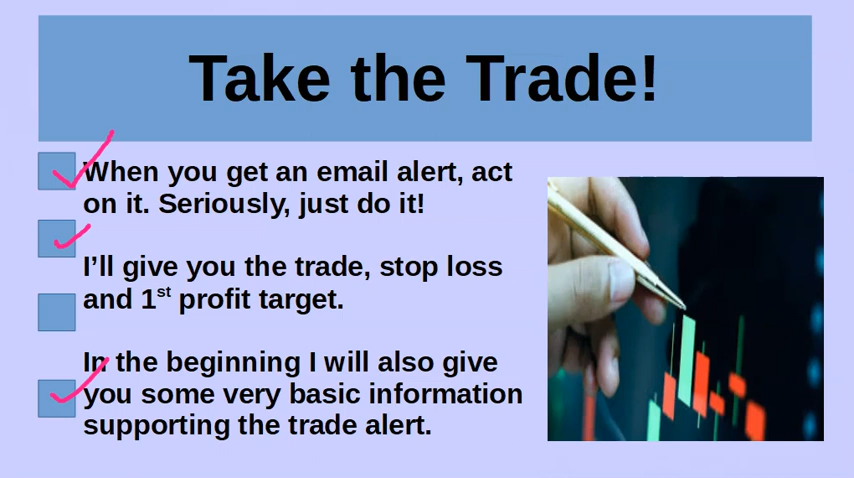 Take the Trade!
When you get an email alert, act
on it. Seriously, just do it!
I’ll give you the trade, stop loss
and 1st profit target.
In the beginning I will also give
you some very basic information
supporting the trade alert.